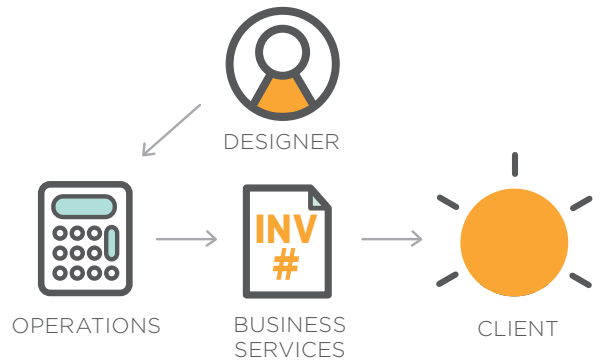 DESIGNER
INV
#
OPERATIONS
BUSINESS
SERVICES
CLIENT